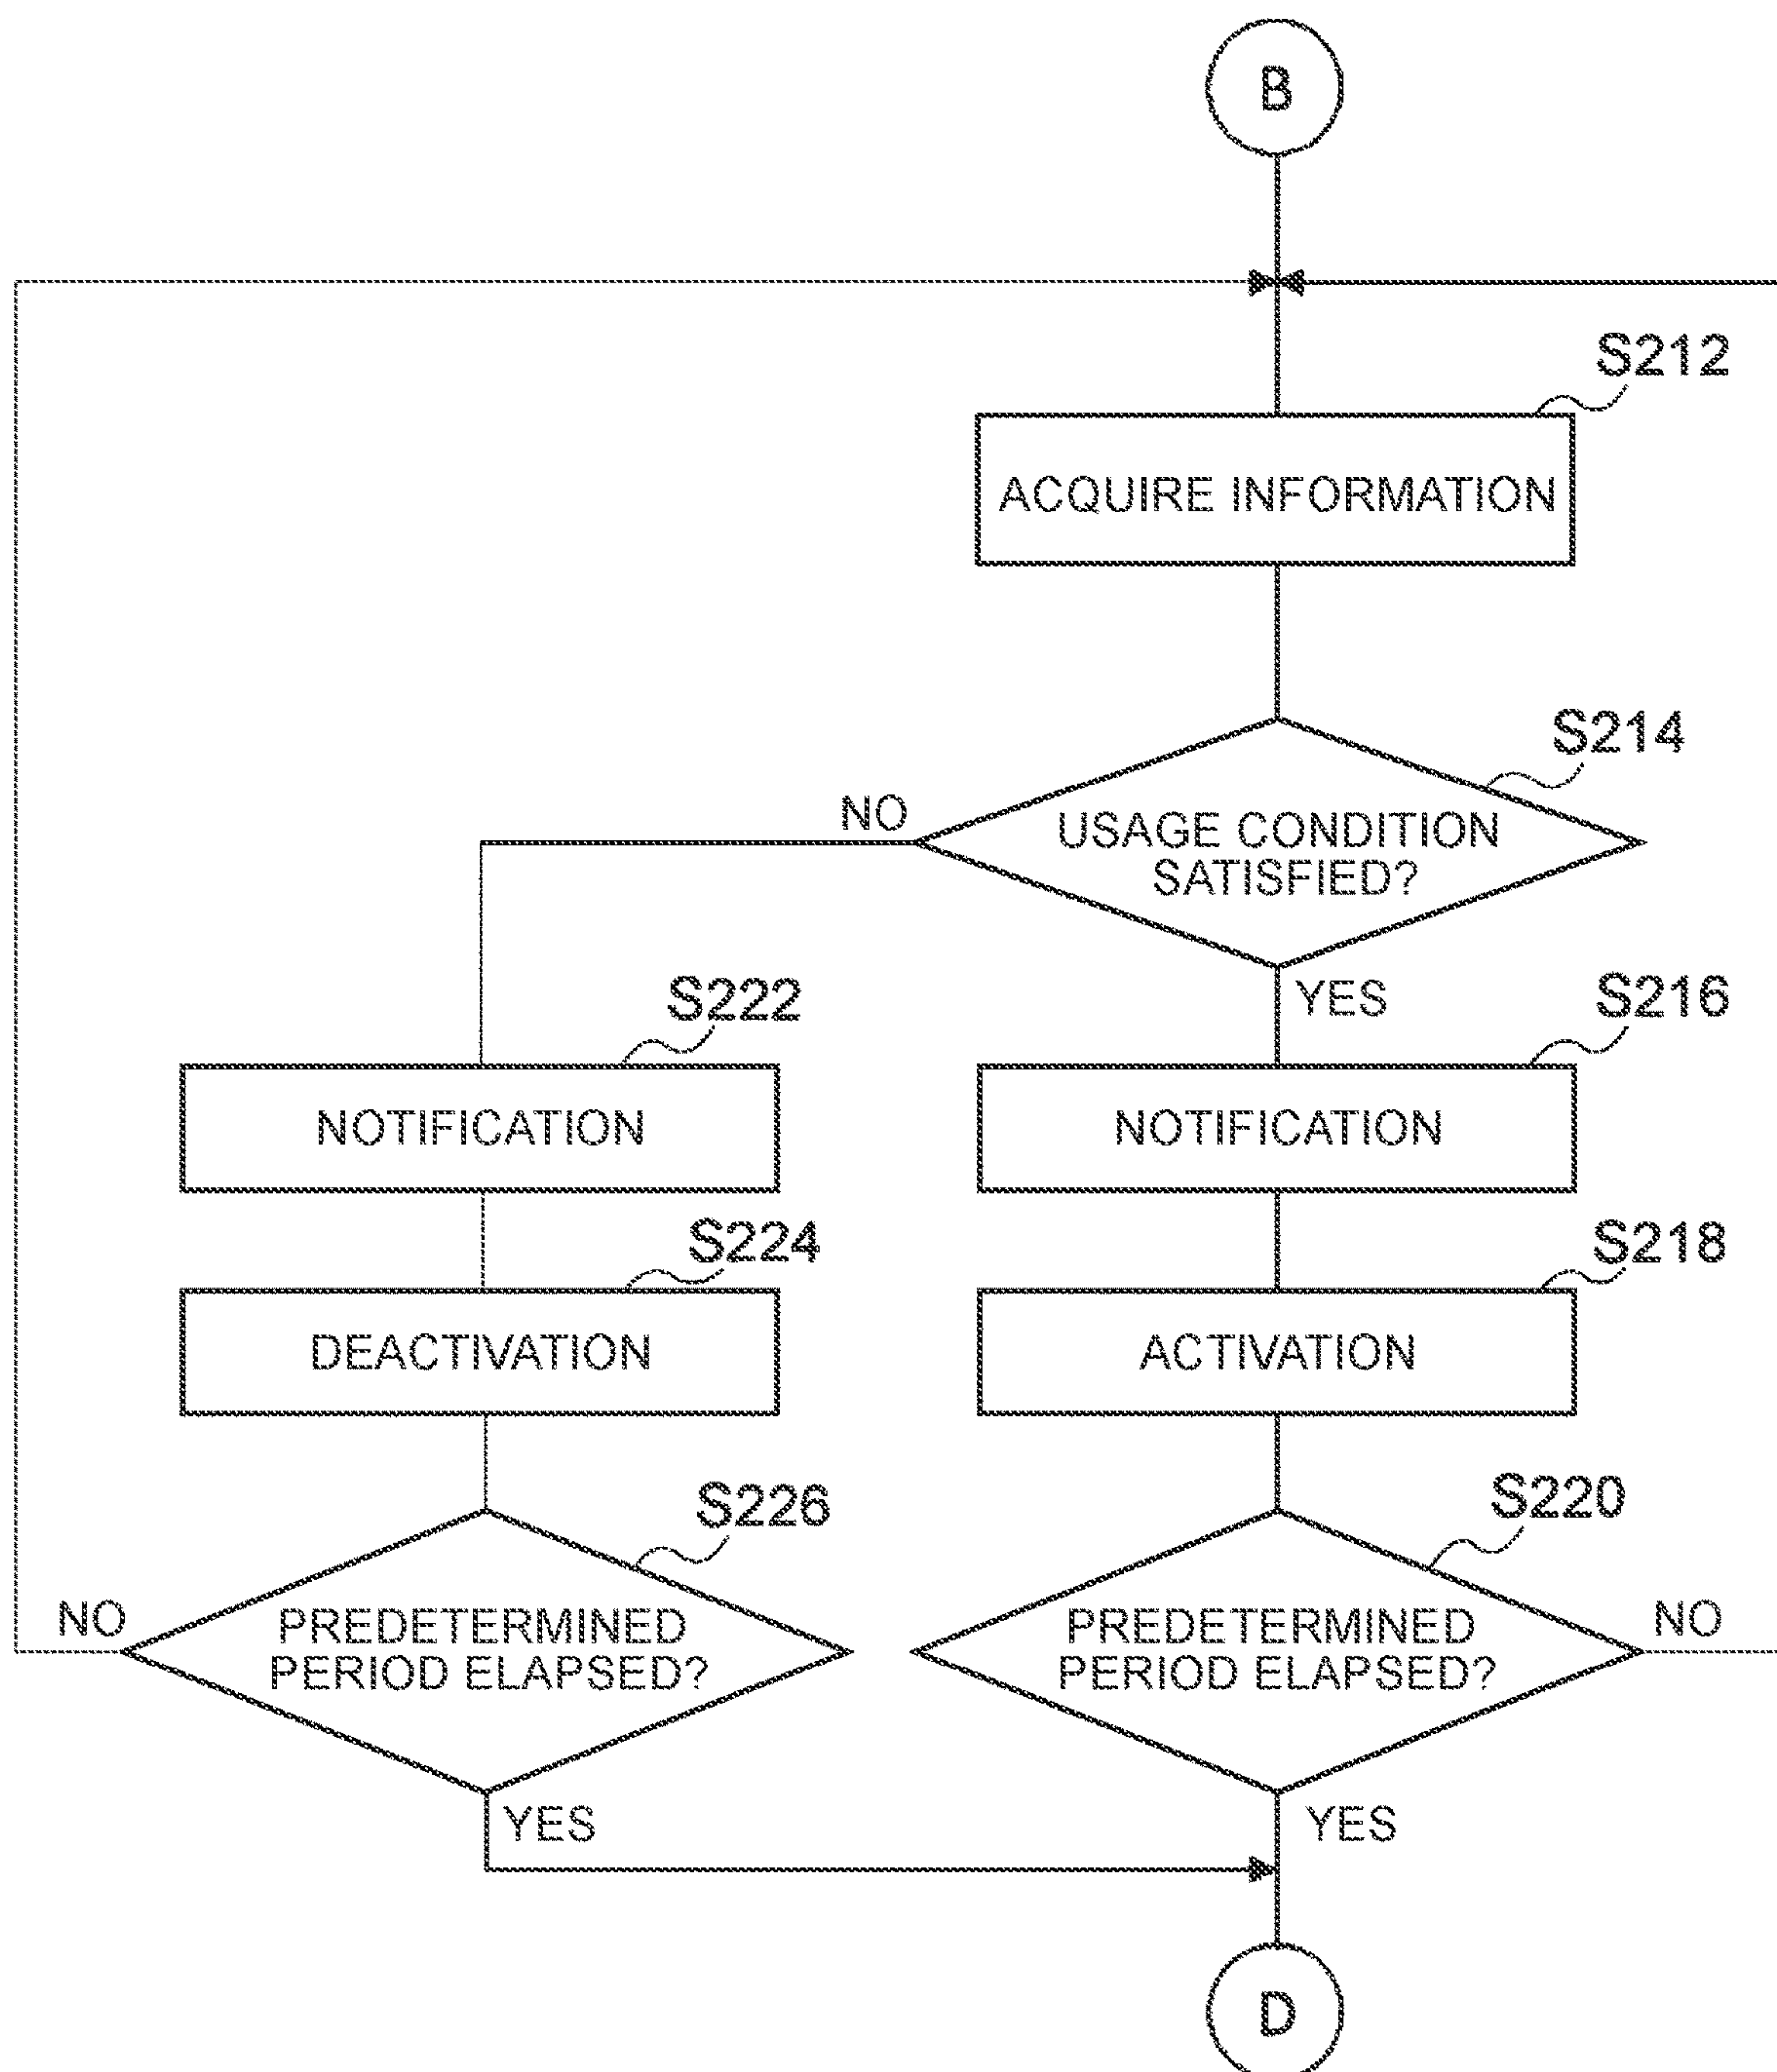 B
S212
ACQUIRE INFORMATION
S214
NO
USAGE CONDITION
SATISFIED?
YES
S222
S216
NOTIFICATION
NOTIFICATION
S224
S218
DEACTIVATION
ACTIVATION
S226
S220
NO
PREDETERMINED
PERIOD ELAPSED?
PREDETERMINED
PERIOD ELAPSED?
NO
YES
YES
D